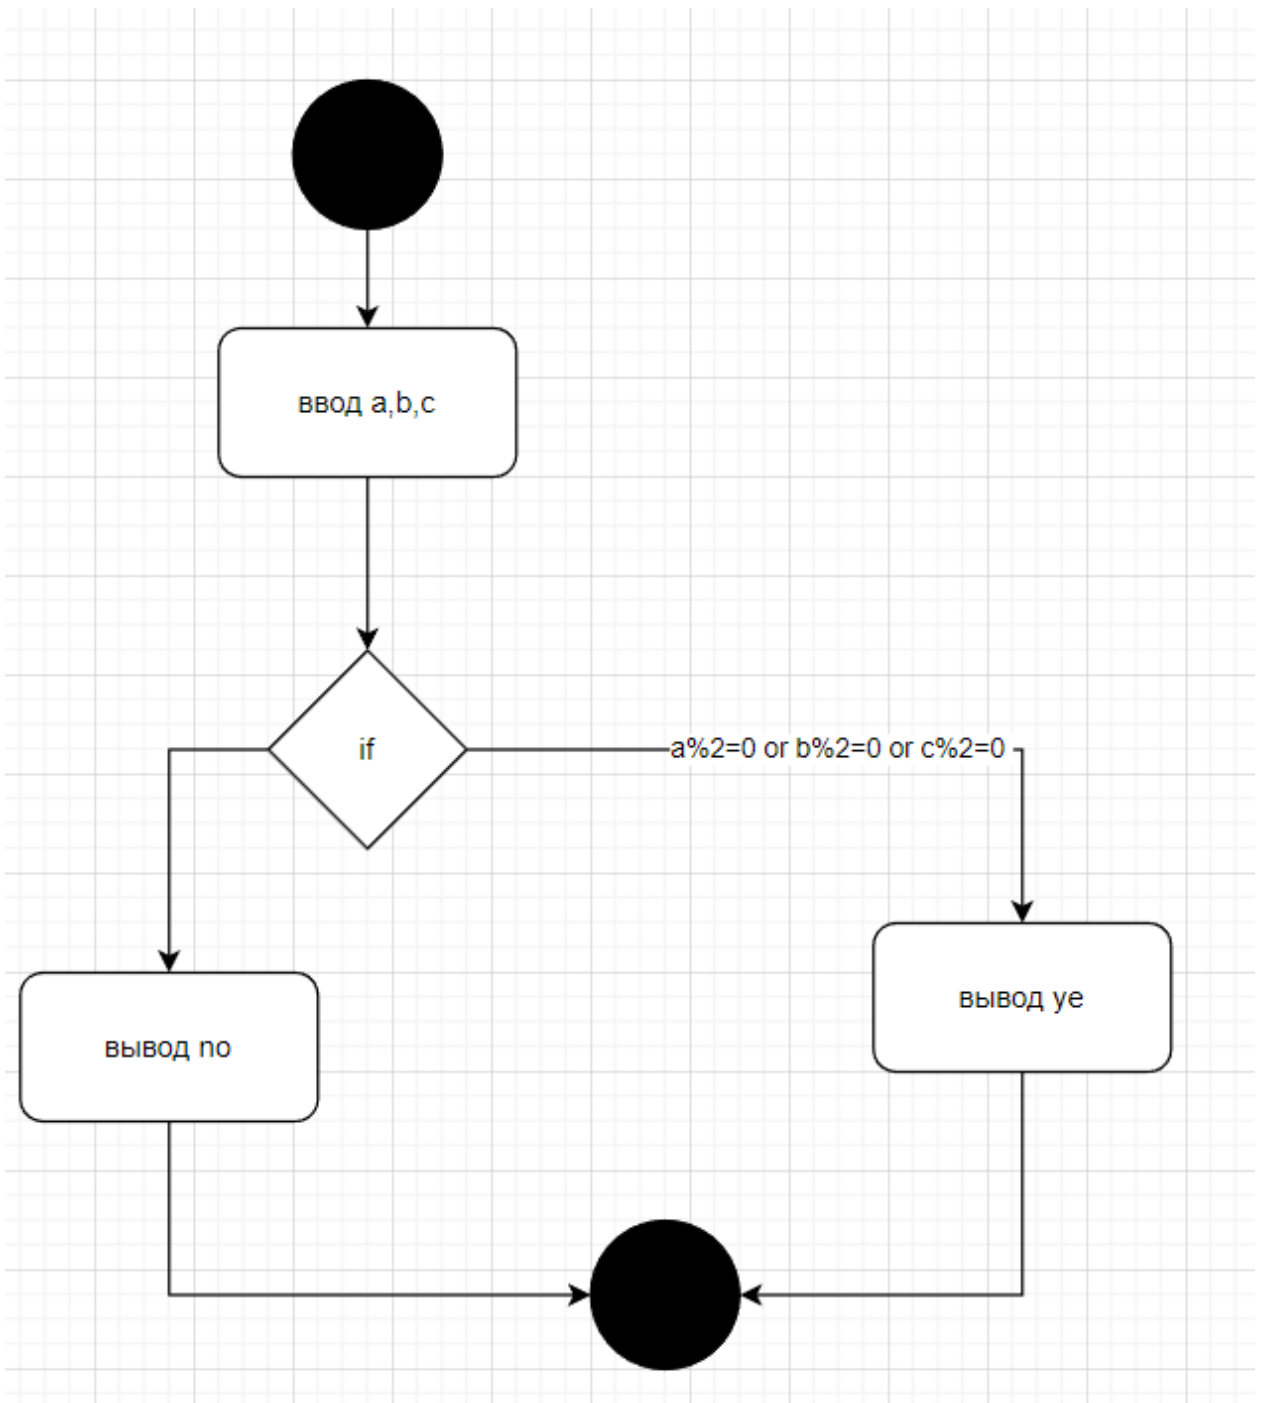 ввод a,b,c
if
a%2=0 or b%2=0 or c%2=0
вывод ye
вывод no